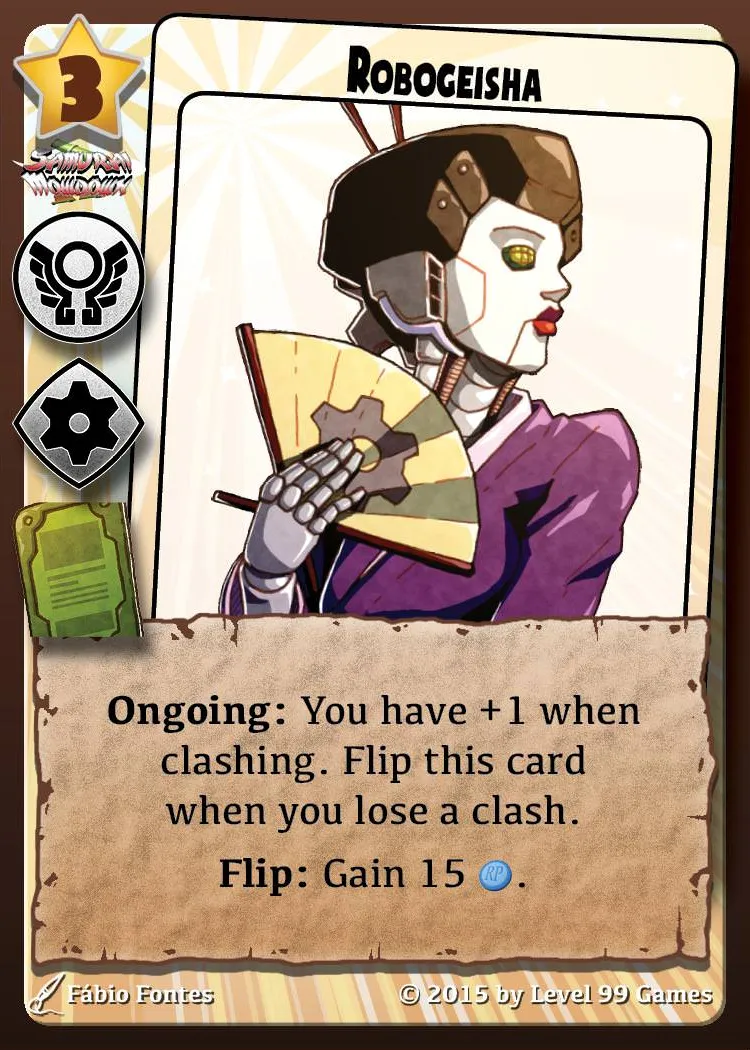 3
ROBOGEISHA
SAMURAI
Ongoing: You have +1 when
clashing. Flip this card
when you lose a clash.
Flip: Gain 15 RP.
Fábio Fontes
© 2015 by Level 99 Games